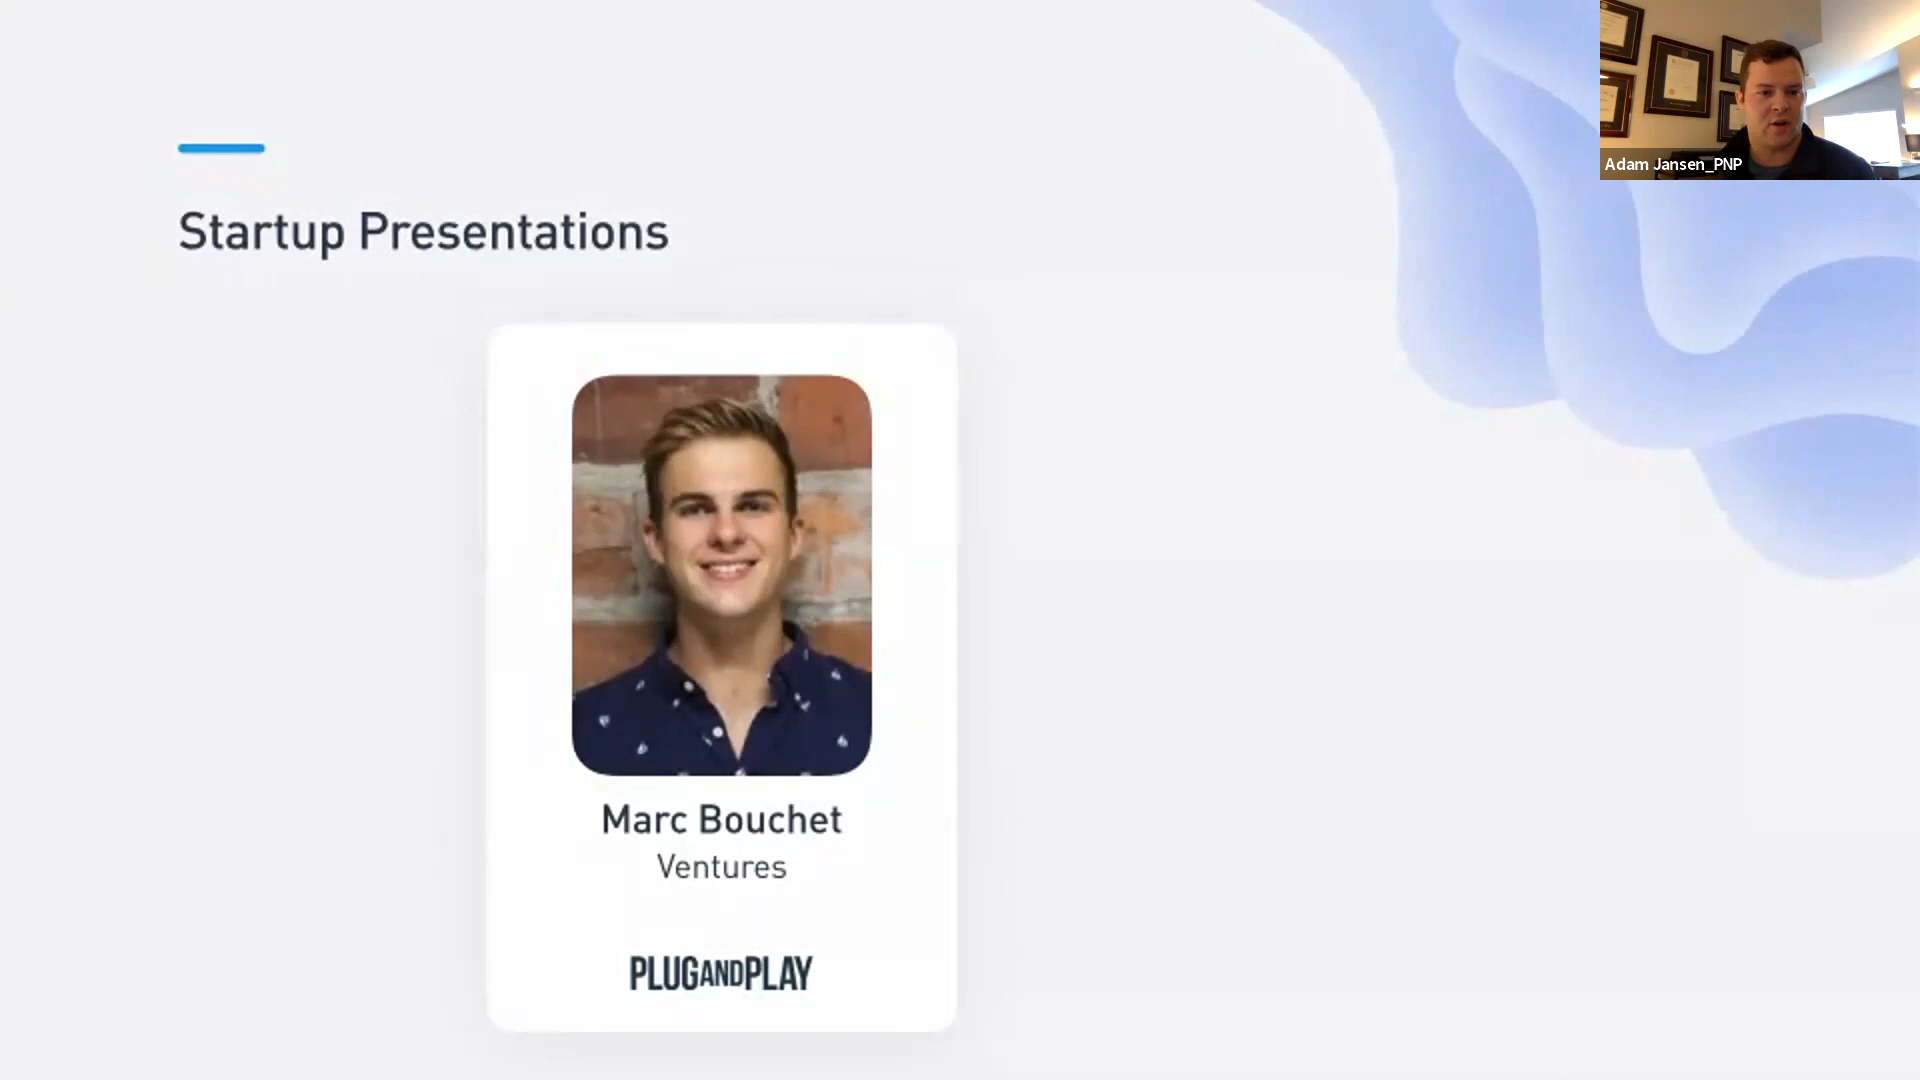 Adam Jansen_PNP
Startup Presentations
Marc Bouchet
Ventures
PLUGANDPLAY